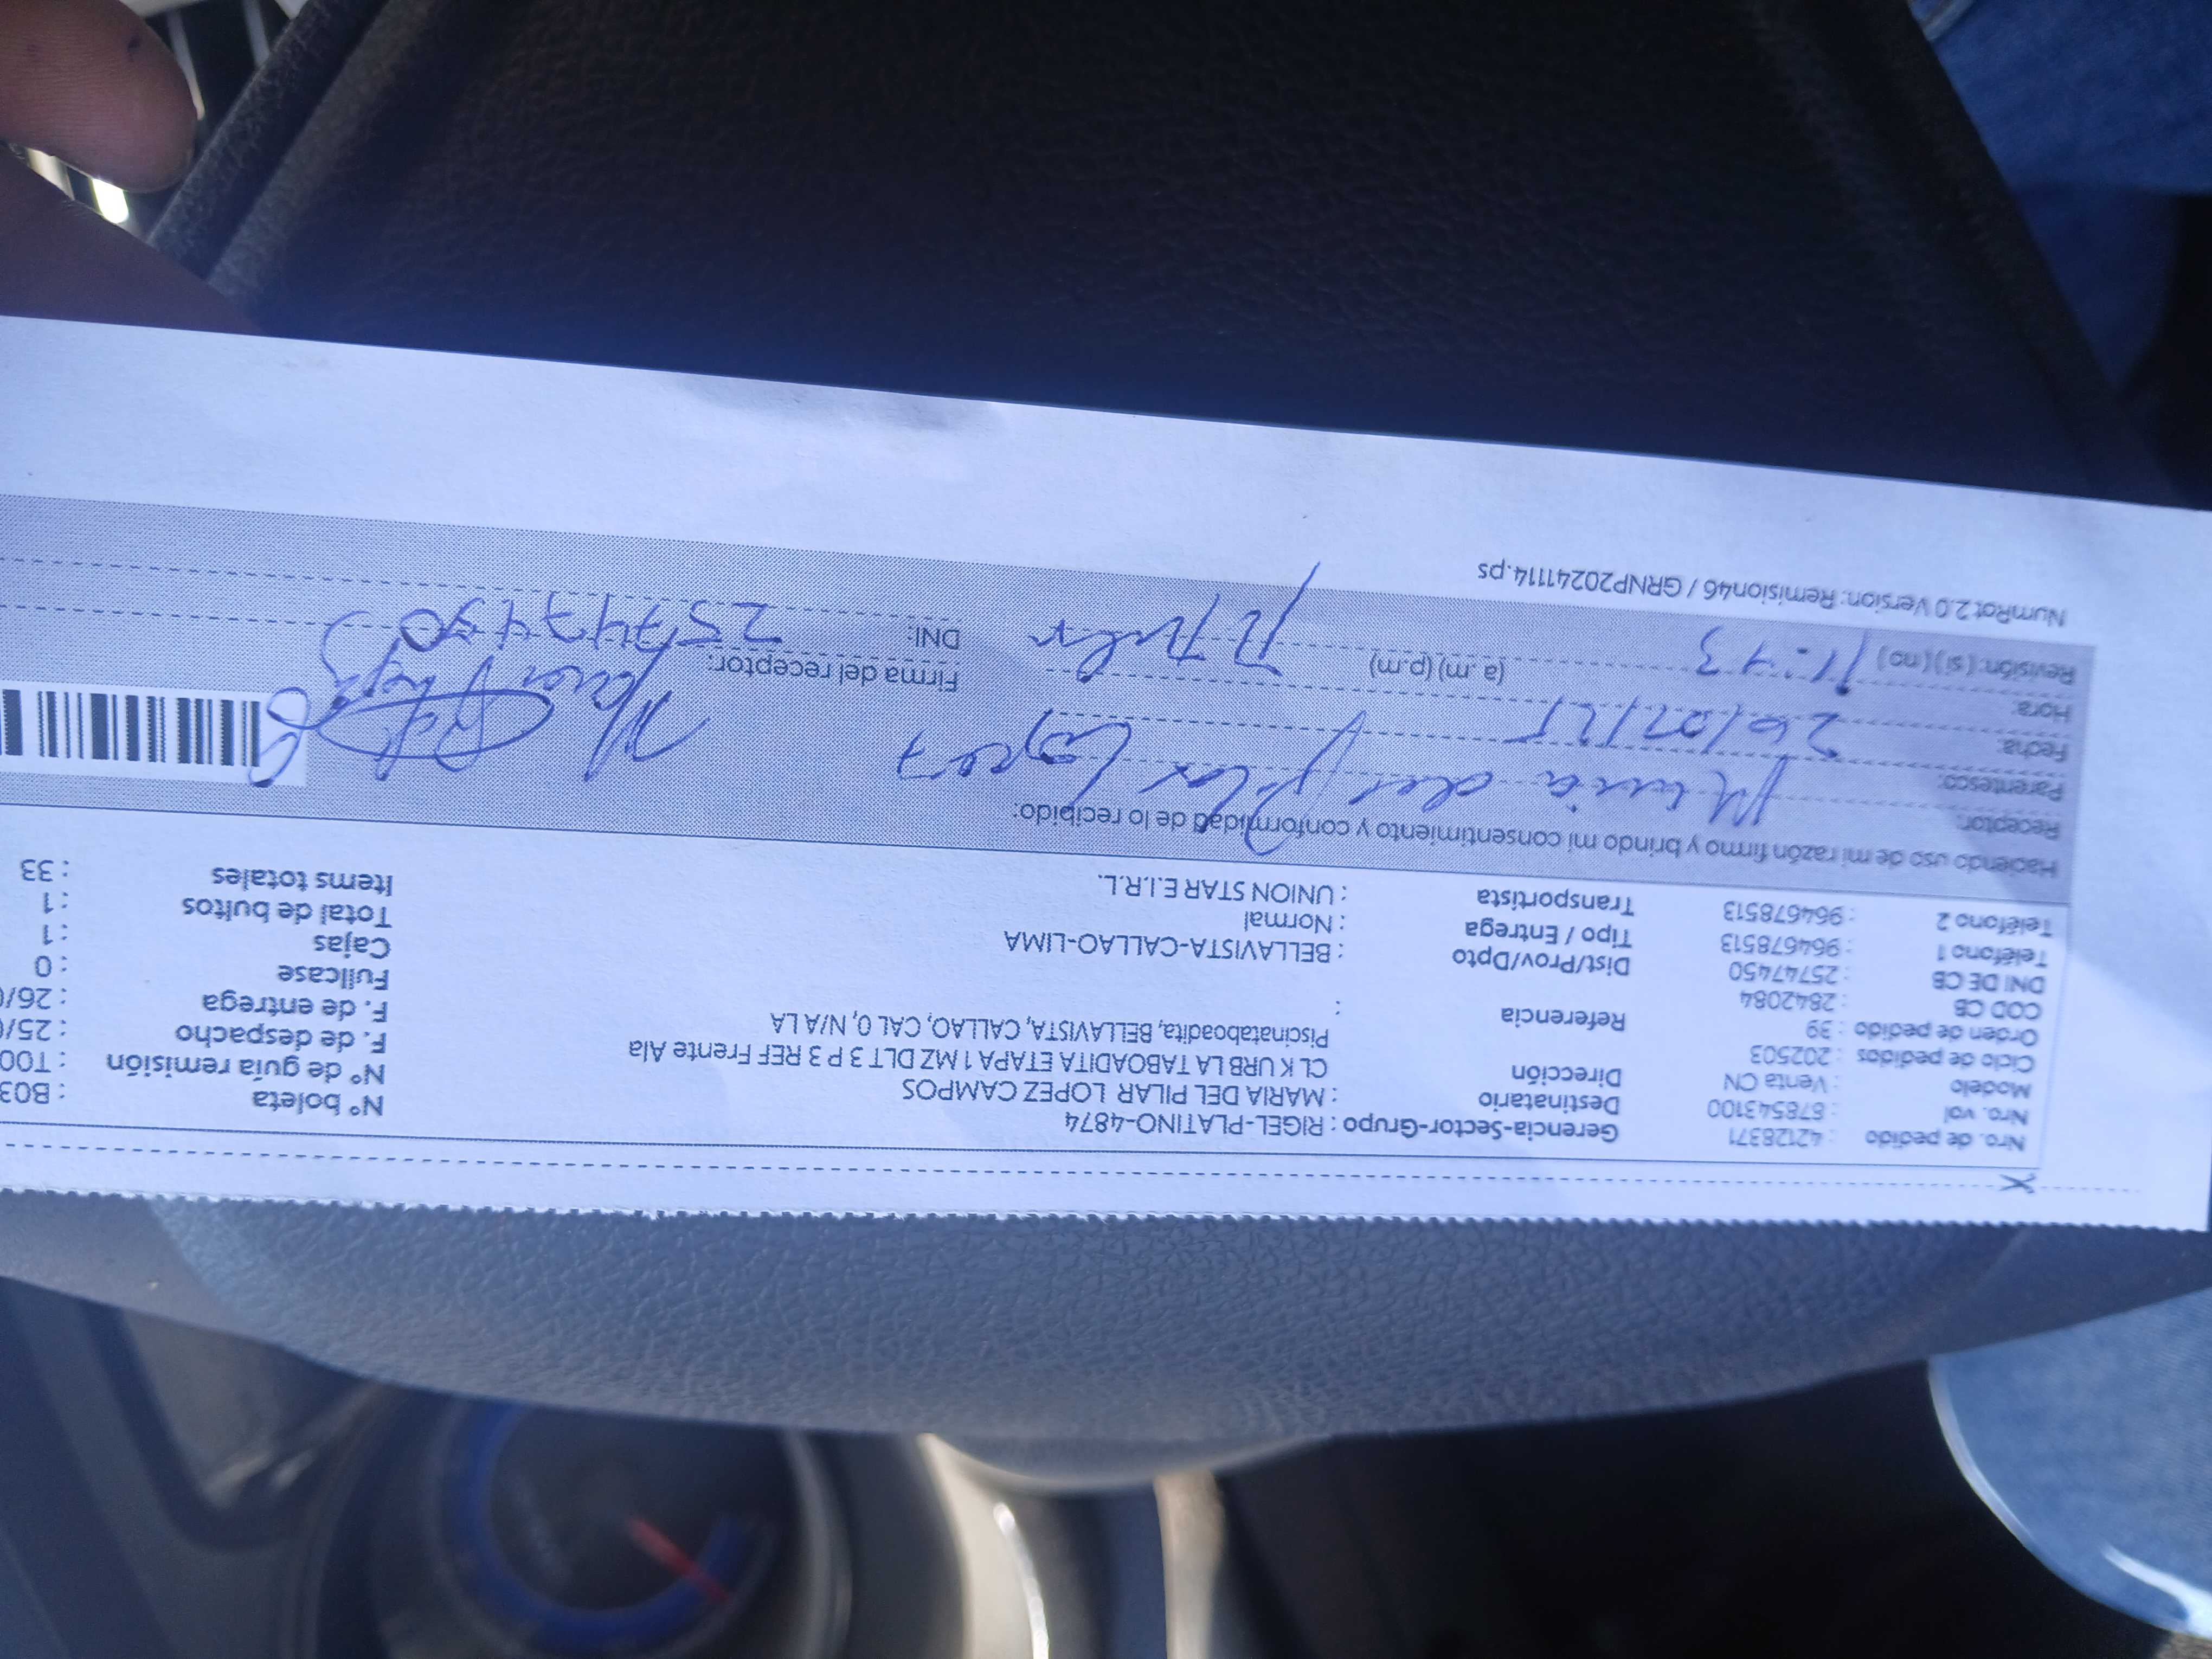 Nro. de pedido : 42128371 Gerencia-Sector-Grupo : RIGEL-PLATINO-4874 N° boleta : B03
Nro. vol : 878543100 Destinatario : MARIA DEL PILAR LOPEZ CAMPOS N° de guía remisión : T00
Modelo : Venta CN Dirección CL K URB LA TABOADITA ETAPA 1 MZ D LT 3 P 3 REF Frente Ala F. de despacho : 25/0
Ciclo de pedidos : 202503 Piscinataboadita, BELLAVISTA, CALLAO, CAL 0, N/A LA F. de entrega : 26/0
Orden de pedido : 39 Referencia : Fullcase : 0
COD CB : 2842084 Dist/Prov/Dpto : BELLAVISTA-CALLAO-LIMA Cajas : 1
DNI DE CB : 25747450 Tipo / Entrega : Normal Total de bultos : 1
Teléfono 1 : 964678513 Transportista : UNION STAR E.I.R.L. Items totales : 33
Teléfono 2 : 964678513
Haciendo uso de mi razón firmo y brindo mi consentimiento y conformidad de lo recibido:
Receptor: Maria del Pilar Lopez
Parentesco:
Fecha: 26/02/25
Hora: 11:43 (a.m) (p.m) Titular Firma del receptor:
Revisión: (si) (no) DNI: 25747450
NumRot 2.0 Version: Remision46 / GRNP20241114.ps